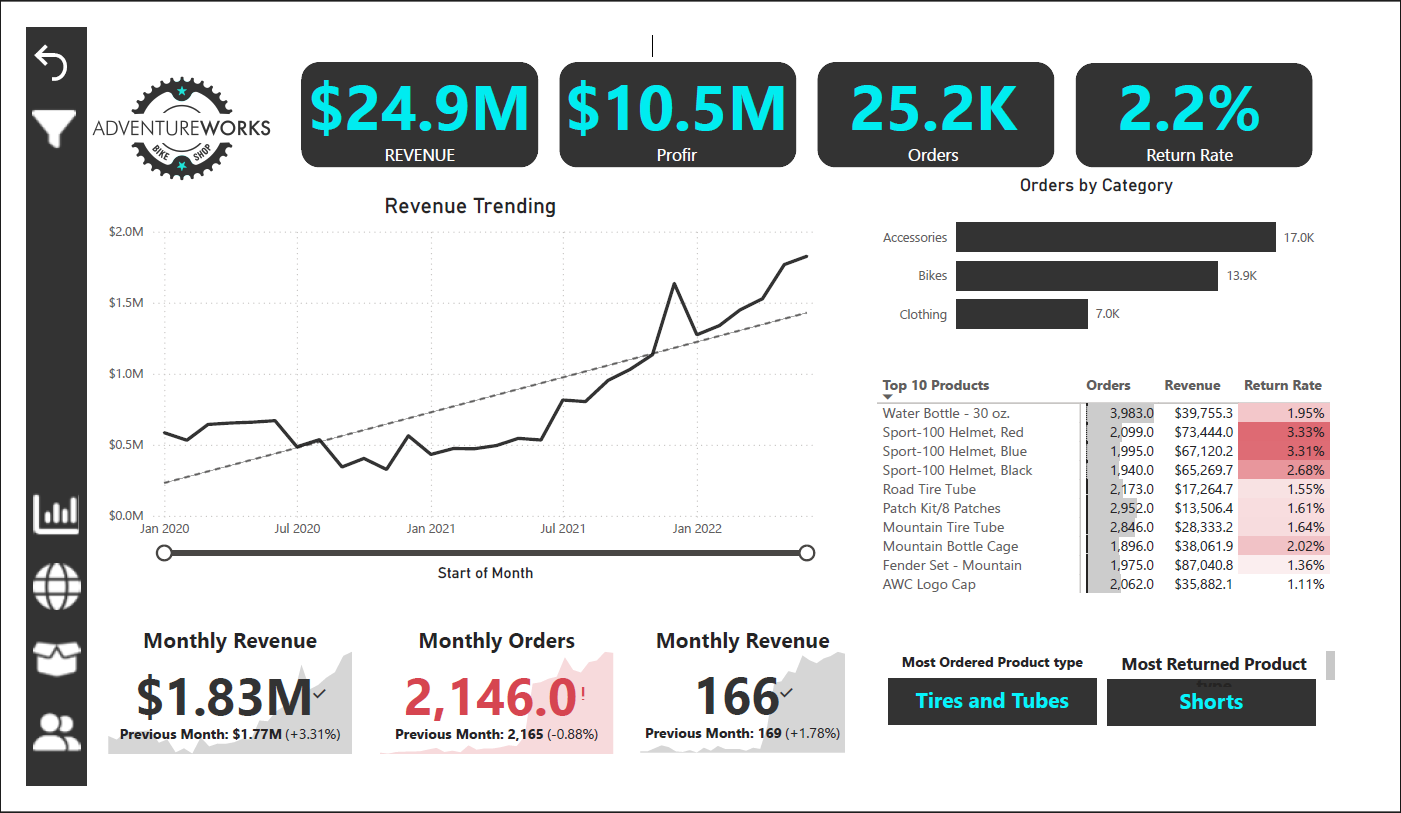 ADVENTUREWORKS
BIKE SHOP
$24.9M
REVENUE
$10.5M
Profir
25.2K
Orders
2.2%
Return Rate
Revenue Trending
$2.0M
$1.5M
$1.0M
$0.5M
$0.0M
Jan 2020 Jul 2020 Jan 2021 Jul 2021 Jan 2022
Start of Month
Orders by Category
Accessories 17.0K
Bikes 13.9K
Clothing 7.0K
Top 10 Products Orders Revenue Return Rate
Water Bottle - 30 oz. 3,983.0 $39,755.3 1.95%
Sport-100 Helmet, Red 2,099.0 $73,444.0 3.33%
Sport-100 Helmet, Blue 1,995.0 $67,120.2 3.31%
Sport-100 Helmet, Black 1,940.0 $65,269.7 2.68%
Road Tire Tube 2,173.0 $17,264.7 1.55%
Patch Kit/8 Patches 2,952.0 $13,506.4 1.61%
Mountain Tire Tube 2,846.0 $28,333.2 1.64%
Mountain Bottle Cage 1,896.0 $38,061.9 2.02%
Fender Set - Mountain 1,975.0 $87,040.8 1.36%
AWC Logo Cap 2,062.0 $35,882.1 1.11%
Monthly Revenue
$1.83M
Previous Month: $1.77M (+3.31%)
Monthly Orders
2,146.0!
Previous Month: 2,165 (-0.88%)
Monthly Revenue
166
Previous Month: 169 (+1.78%)
Most Ordered Product type
Tires and Tubes
Most Returned Product
Shorts